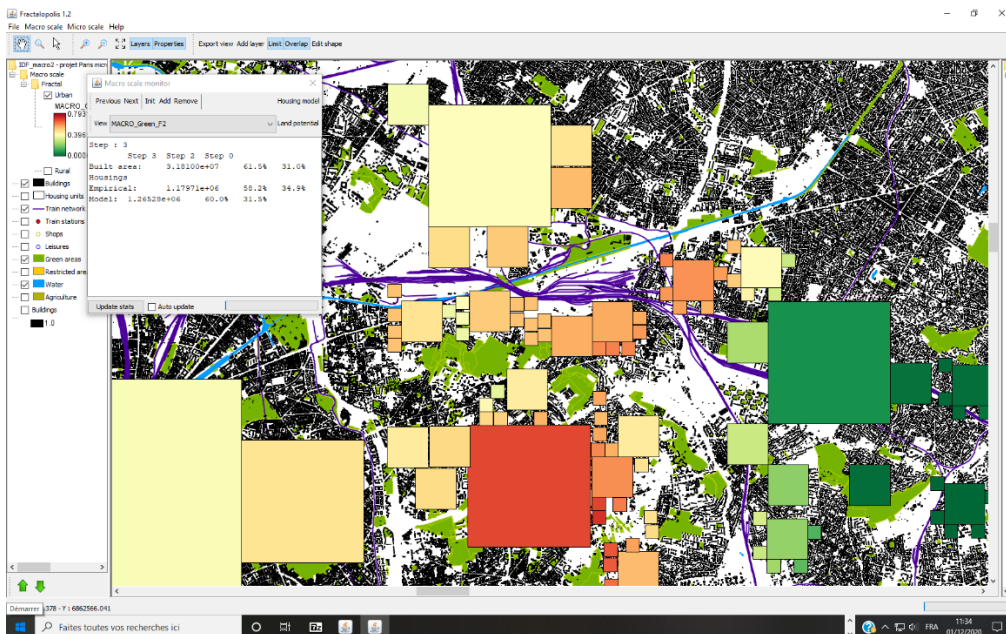 Fractalopolis 1.2
File Macro scale Micro scale Help
Layers Properties Export view Add layer Limit Overlap Edit shape
IDF_macro2 - projet Paris micr
Macro scale
Fractal
Urban
MACRO_G
0.793
0.396
0.000
Rural
Buildings
Housing units
Train network
Train stations
Shops
Leisures
Green areas
Restricted area
Water
Agriculture
Buildings
1.0
Macro scale monitor
Previous Next Init Add Remove Housing model
View MACRO_Green_F2 Land potential
Step : 3
Step 3 Step 2 Step 0
Built area: 3.18100e+07 61.5% 31.0%
Housings
Empirical: 1.17971e+06 58.2% 34.9%
Model: 1.26528e+06 60.0% 31.5%
Update stats Auto update
Démarrer .378 - Y : 6862566.041
Faites toutes vos recherches ici
FRA
11:34
01/12/2020